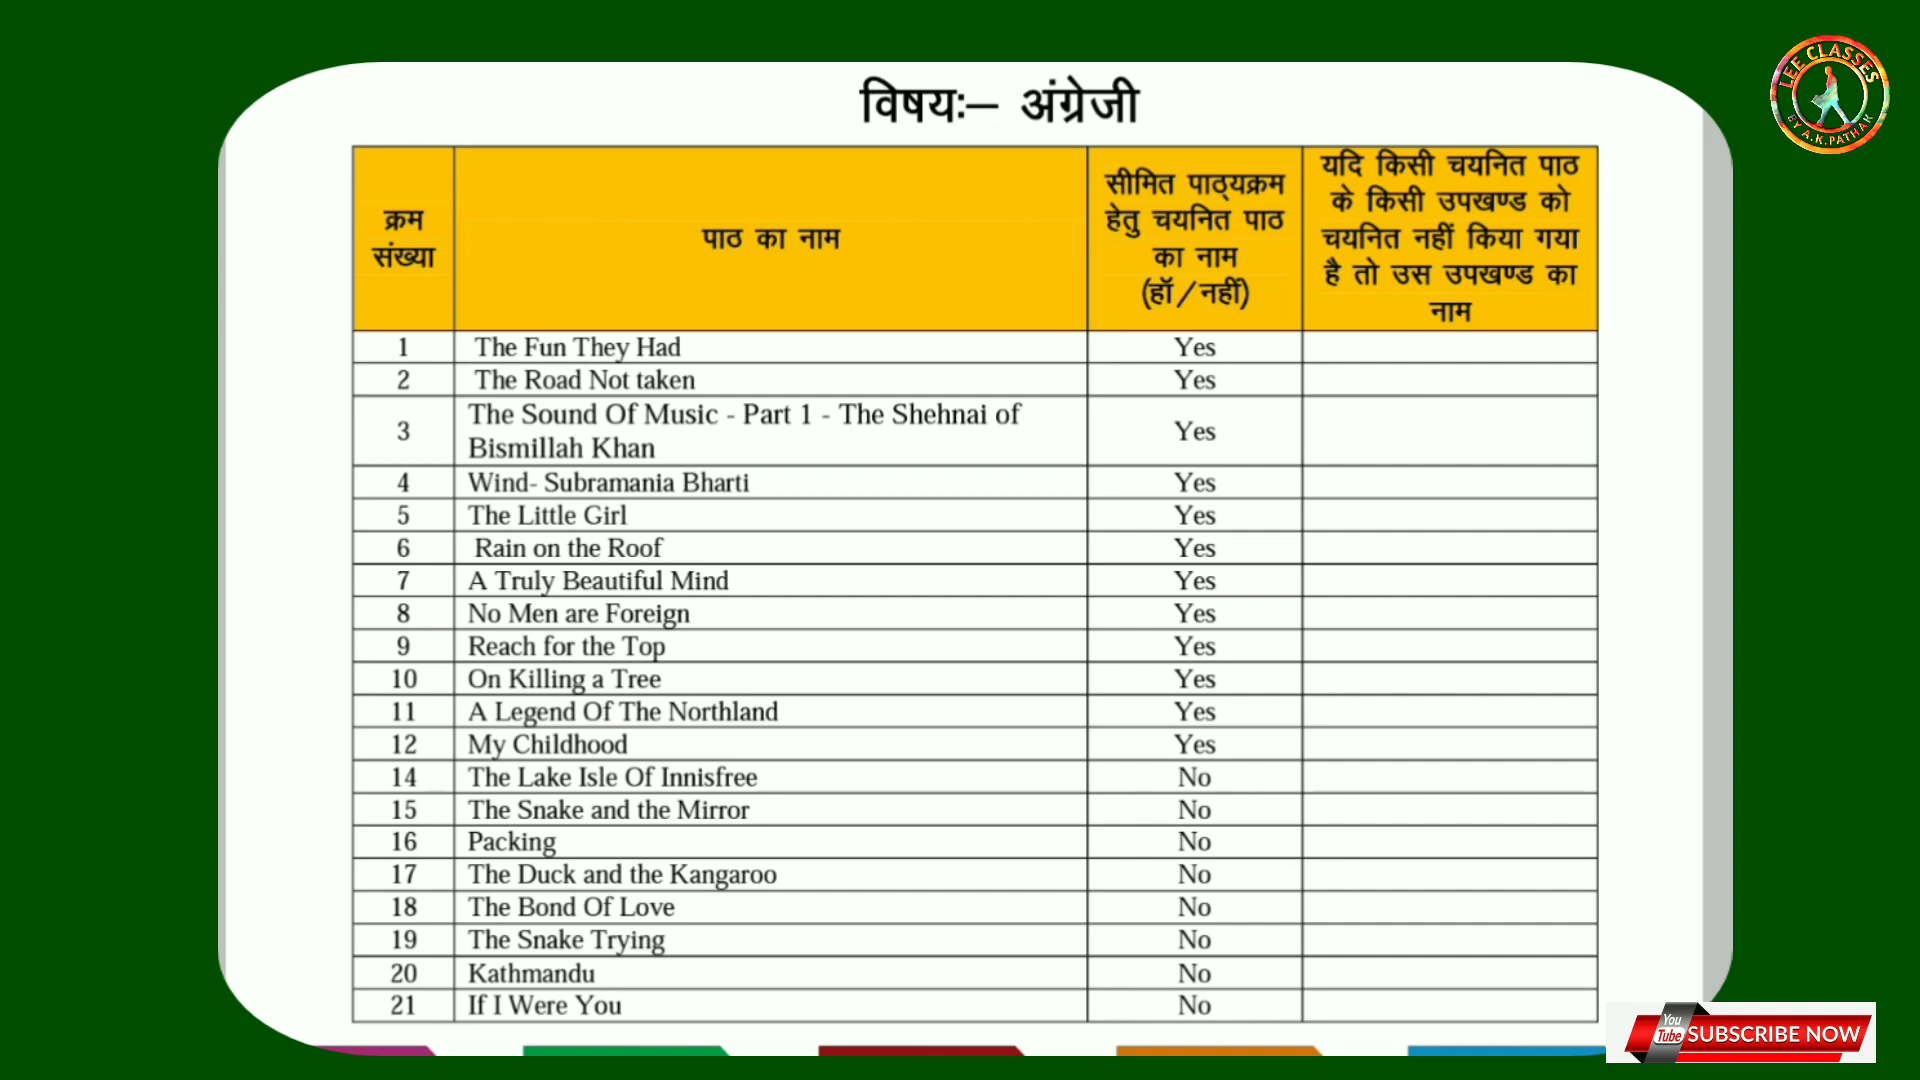 विषयः– अंग्रेजी
क्रम
संख्या
पाठ का नाम
सीमित पाठ्यक्रम
हेतु चयनित पाठ
का नाम
(हॉ/नहीं)
यदि किसी चयनित पाठ
के किसी उपखण्ड को
चयनित नहीं किया गया
है तो उस उपखण्ड का
नाम
1 The Fun They Had Yes
2 The Road Not taken Yes
3 The Sound Of Music - Part 1 - The Shehnai of
Bismillah Khan Yes
4 Wind- Subramania Bharti Yes
5 The Little Girl Yes
6 Rain on the Roof Yes
7 A Truly Beautiful Mind Yes
8 No Men are Foreign Yes
9 Reach for the Top Yes
10 On Killing a Tree Yes
11 A Legend Of The Northland Yes
12 My Childhood Yes
14 The Lake Isle Of Innisfree No
15 The Snake and the Mirror No
16 Packing No
17 The Duck and the Kangaroo No
18 The Bond Of Love No
19 The Snake Trying No
20 Kathmandu No
21 If I Were You No
LEE CLASSES
BY A.K.PATHAK
You
Tube
SUBSCRIBE NOW